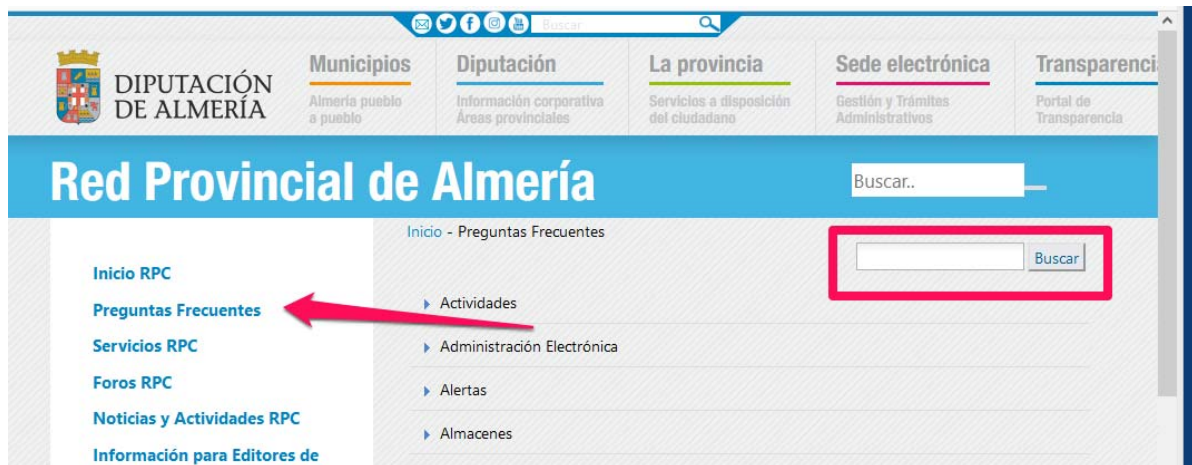 Buscar
DIPUTACIÓN
DE ALMERÍA
Municipios
Almería pueblo
a pueblo
Diputación
Información corporativa
Áreas provinciales
La provincia
Servicios a disposición
del ciudadano
Sede electrónica
Gestión y Trámites
Administrativos
Transparenci
Portal de
Transparencia
Red Provincial de Almería
Buscar..
Inicio - Preguntas Frecuentes
Buscar
Inicio RPC
Preguntas Frecuentes
Servicios RPC
Foros RPC
Noticias y Actividades RPC
Información para Editores de
Actividades
Administración Electrónica
Alertas
Almacenes